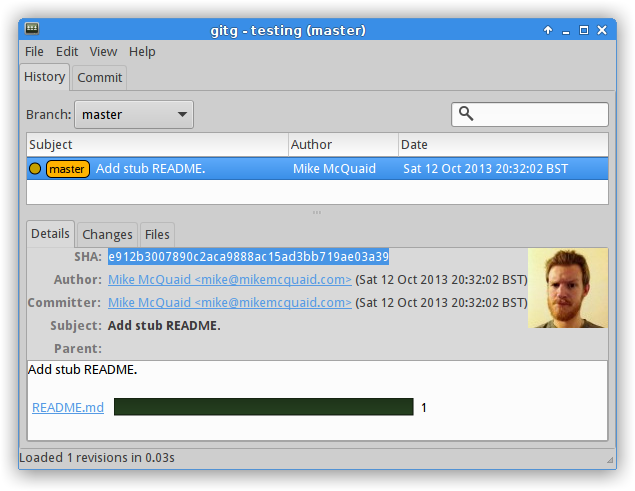 gitg - testing (master)
File Edit View Help
History Commit
Branch: master
Subject Author Date
master Add stub README. Mike McQuaid Sat 12 Oct 2013 20:32:02 BST
Details Changes Files
SHA: e912b3007890c2aca9888ac15ad3bb719ae03a39
Author: Mike McQuaid <mike@mikemcquaid.com> (Sat 12 Oct 2013 20:32:02 BST)
Committer: Mike McQuaid <mike@mikemcquaid.com> (Sat 12 Oct 2013 20:32:02 BST)
Subject: Add stub README.
Parent:
Add stub README.
README.md 1
Loaded 1 revisions in 0.03s